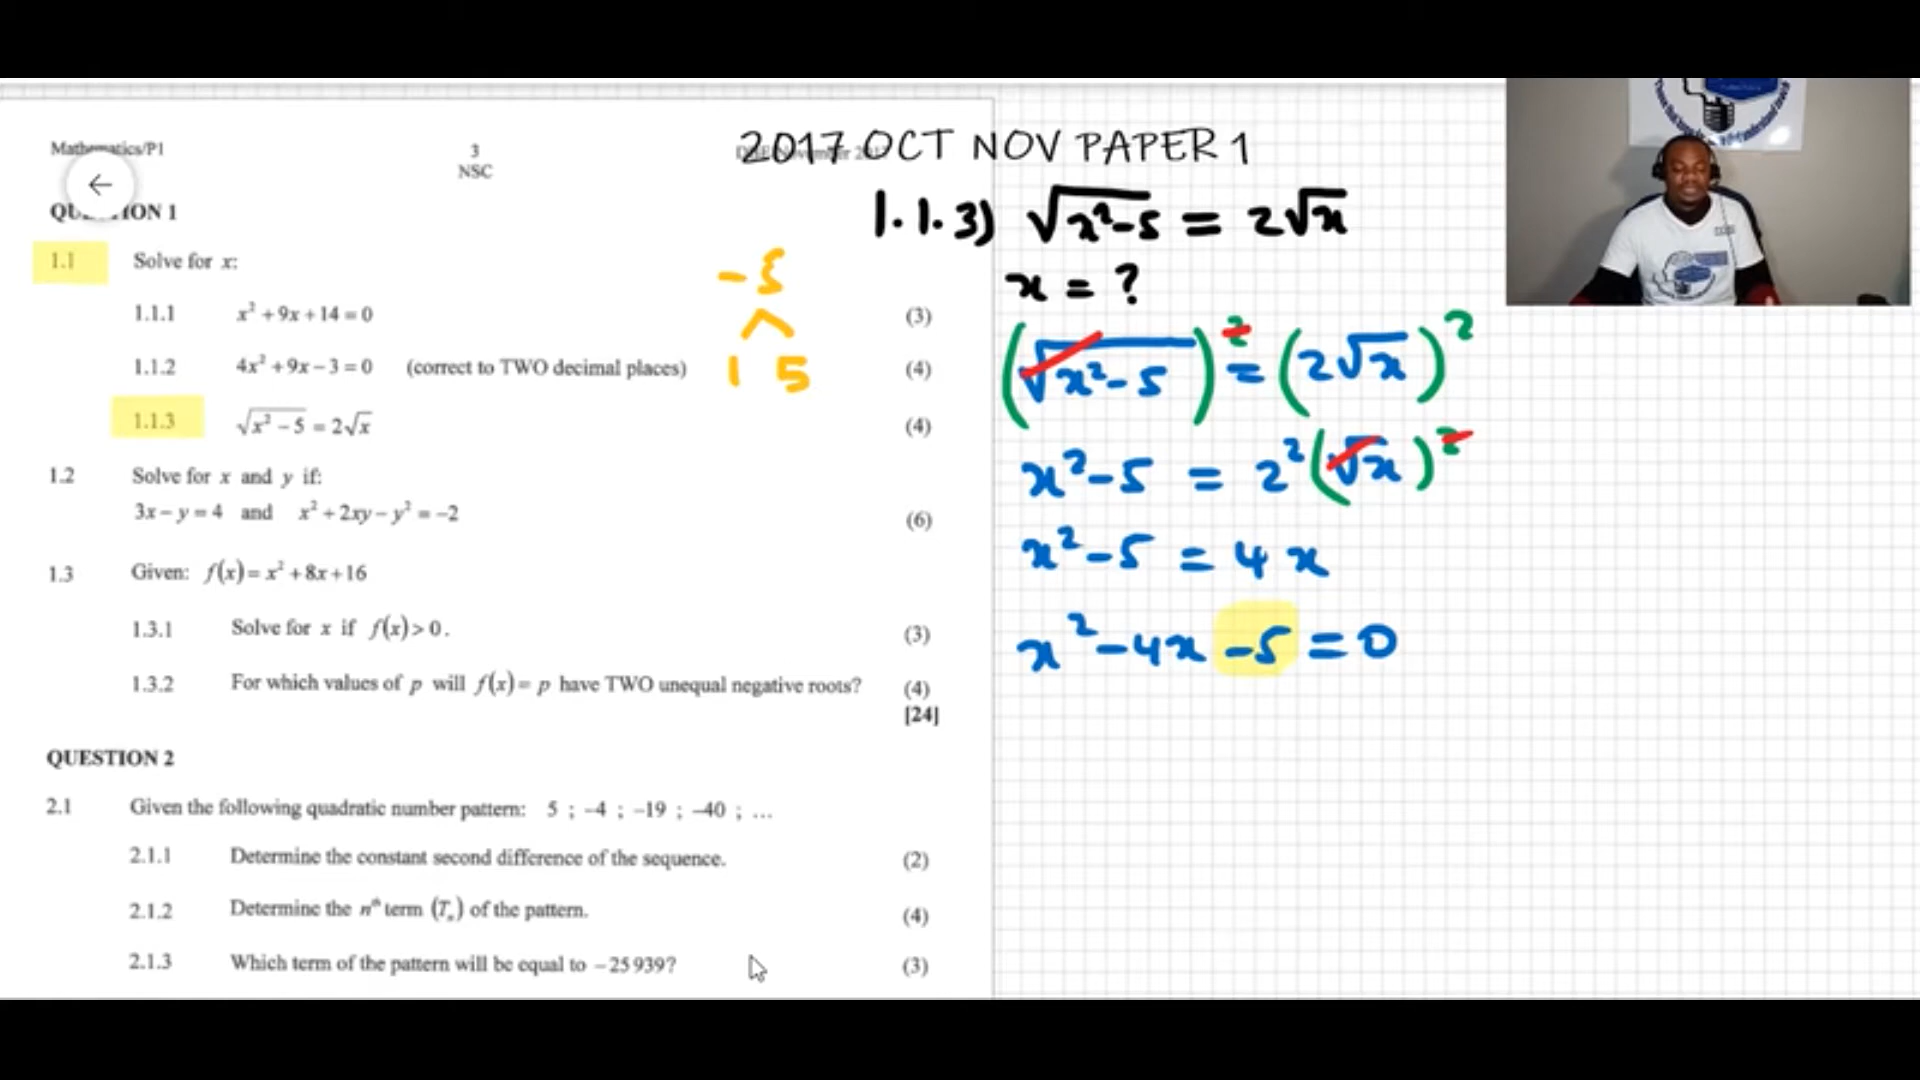 Mathematics/P1
3
NSC
2017 OCT NOV PAPER 1
QUESTION 1
1.1 Solve for x:
1.1.1 x² + 9x + 14 = 0 (3)
1.1.2 4x² + 9x − 3 = 0 (correct to TWO decimal places) (4)
1.1.3 √(x² − 5) = 2√x (4)
1.2 Solve for x and y if:
3x − y = 4 and x² + 2xy − y² = −2 (6)
1.3 Given: f(x) = x² + 8x + 16
1.3.1 Solve for x if f(x) > 0. (3)
1.3.2 For which values of p will f(x) = p have TWO unequal negative roots? (4)
[24]
QUESTION 2
2.1 Given the following quadratic number pattern: 5 ; −4 ; −19 ; −40 ; ...
2.1.1 Determine the constant second difference of the sequence. (2)
2.1.2 Determine the nᵗʰ term (Tₙ) of the pattern. (4)
2.1.3 Which term of the pattern will be equal to −25 939? (3)
-5
1 5
1.1.3) √(x²-5) = 2√x
x = ?
(√(x²-5))² = (2√x)²
x²-5 = 2²(√x)²
x²-5 = 4x
x²-4x-5 = 0